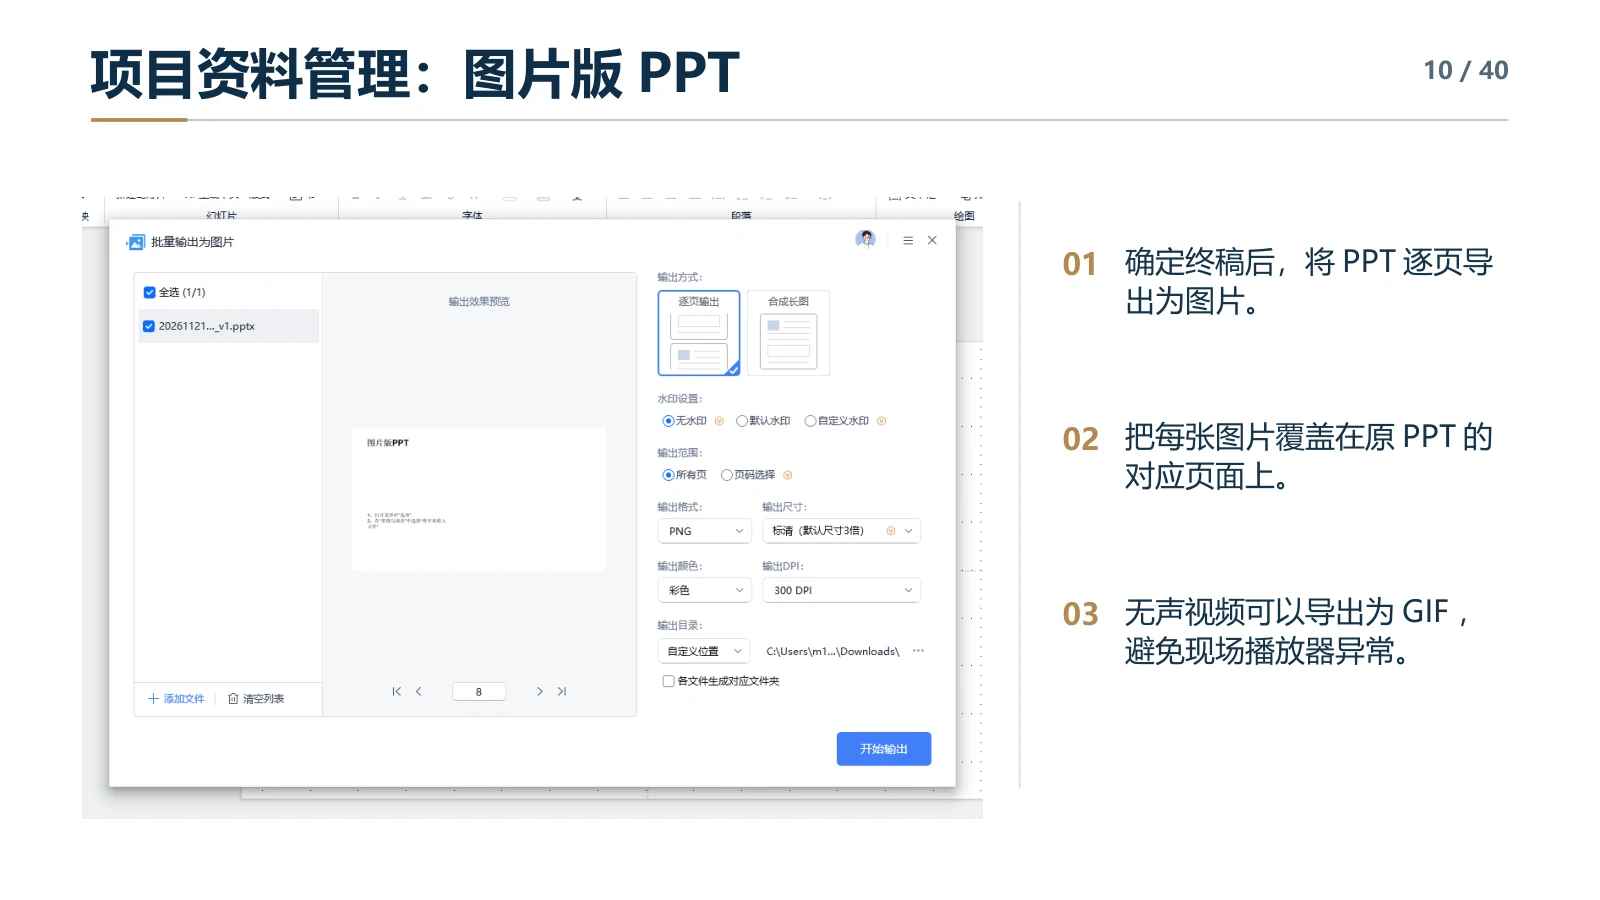 项目资料管理：图片版 PPT
10 / 40
幻灯片
字体
段落
绘图
批量输出为图片
全选 (1/1)
20261121..._v1.pptx
输出效果预览
图片版PPT
添加文件
清空列表
8
输出方式：
逐页输出
合成长图
水印设置：
无水印 默认水印 自定义水印
输出范围：
所有页 页码选择
输出格式： 输出尺寸：
PNG 标清（默认尺寸3倍）
输出颜色： 输出DPI：
彩色 300 DPI
输出目录：
自定义位置 C:\Users\m1...\Downloads\ ···
各文件生成对应文件夹
开始输出
01 确定终稿后，将 PPT 逐页导
出为图片。
02 把每张图片覆盖在原 PPT 的
对应页面上。
03 无声视频可以导出为 GIF，
避免现场播放器异常。